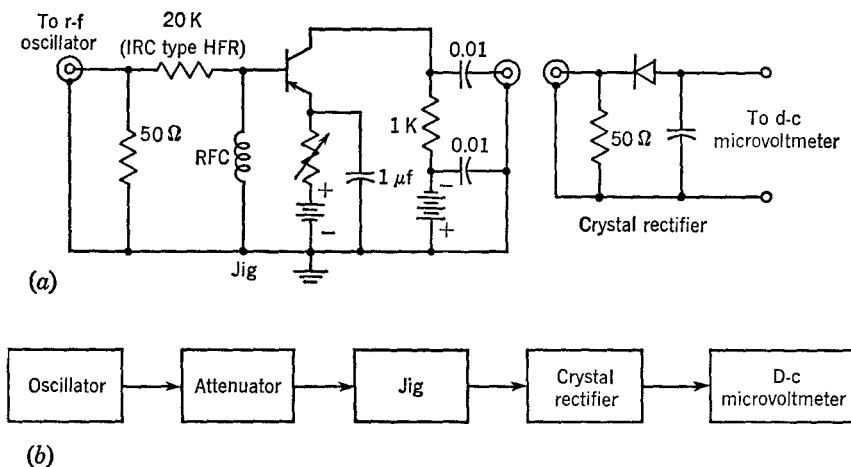 To r-f
oscillator
20 K
(IRC type HFR)
50 Ω
RFC
1 μf
+
−
1 K
0.01
0.01
−
+
Jig
50 Ω
To d-c
microvoltmeter
Crystal rectifier
(a)
Oscillator
Attenuator
Jig
Crystal
rectifier
D-c
microvoltmeter
(b)